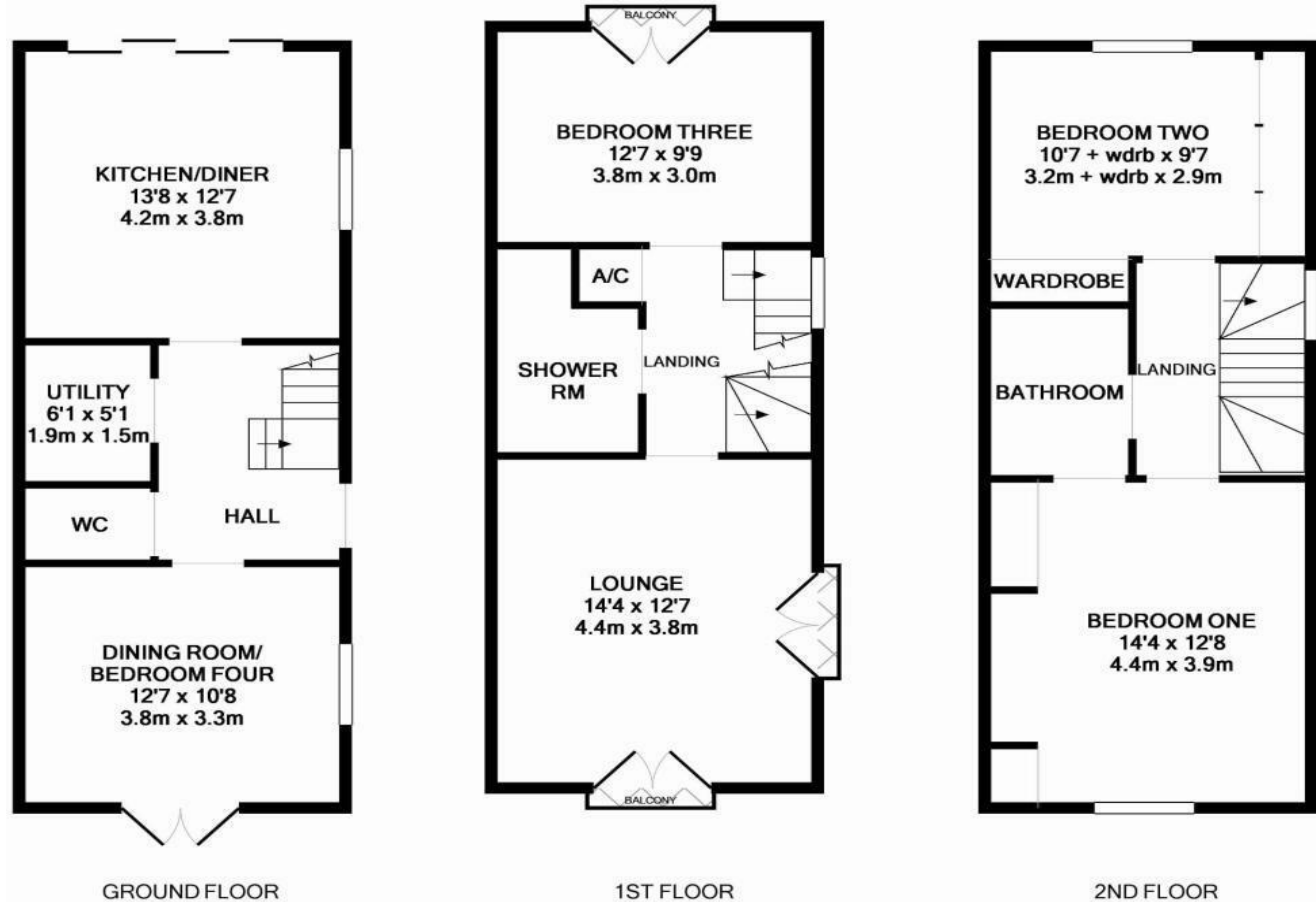 KITCHEN/DINER
13'8 x 12'7
4.2m x 3.8m
UTILITY
6'1 x 5'1
1.9m x 1.5m
WC
HALL
DINING ROOM/
BEDROOM FOUR
12'7 x 10'8
3.8m x 3.3m
GROUND FLOOR
BALCONY
BEDROOM THREE
12'7 x 9'9
3.8m x 3.0m
A/C
SHOWER
RM
LANDING
LOUNGE
14'4 x 12'7
4.4m x 3.8m
BALCONY
1ST FLOOR
BEDROOM TWO
10'7 + wdrb x 9'7
3.2m + wdrb x 2.9m
WARDROBE
BATHROOM
LANDING
BEDROOM ONE
14'4 x 12'8
4.4m x 3.9m
2ND FLOOR